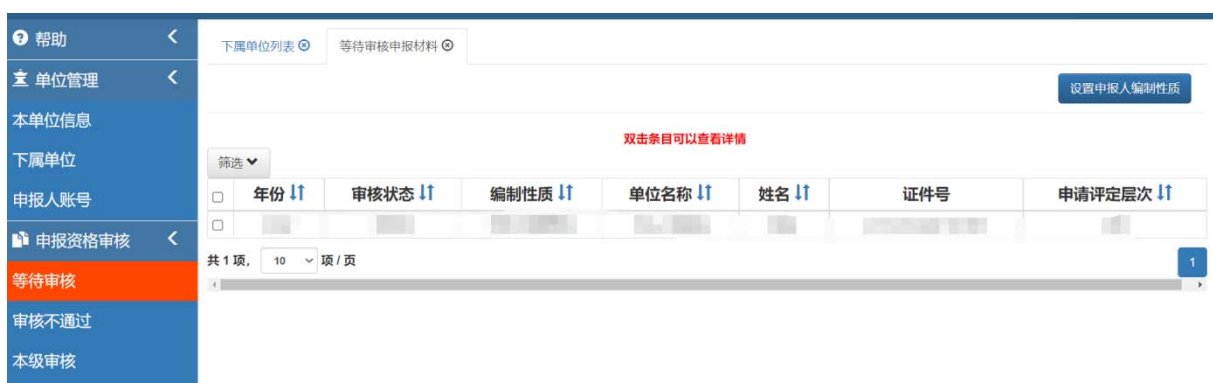 帮助
单位管理
本单位信息
下属单位
申报人账号
申报资格审核
等待审核
审核不通过
本级审核
下属单位列表 等待审核申报材料
设置申报人编制性质
双击条目可以查看详情
筛选
年份 审核状态 编制性质 单位名称 姓名 证件号 申请评定层次
共 1 项, 10 项 / 页 1